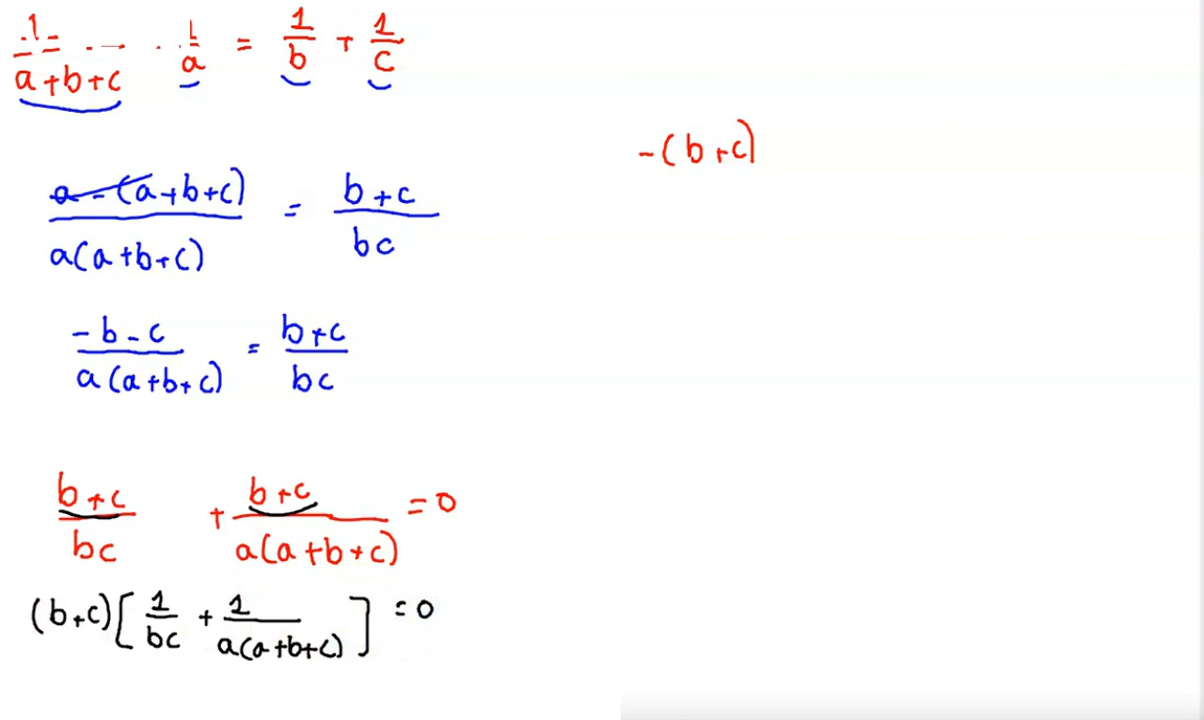 1/(a+b+c) - 1/a = 1/b + 1/c
-(b+c)
(a-(a+b+c))/(a(a+b+c)) = (b+c)/(bc)
(-b-c)/(a(a+b+c)) = (b+c)/(bc)
(b+c)/(bc) + (b+c)/(a(a+b+c)) = 0
(b+c)[1/(bc) + 1/(a(a+b+c))] = 0